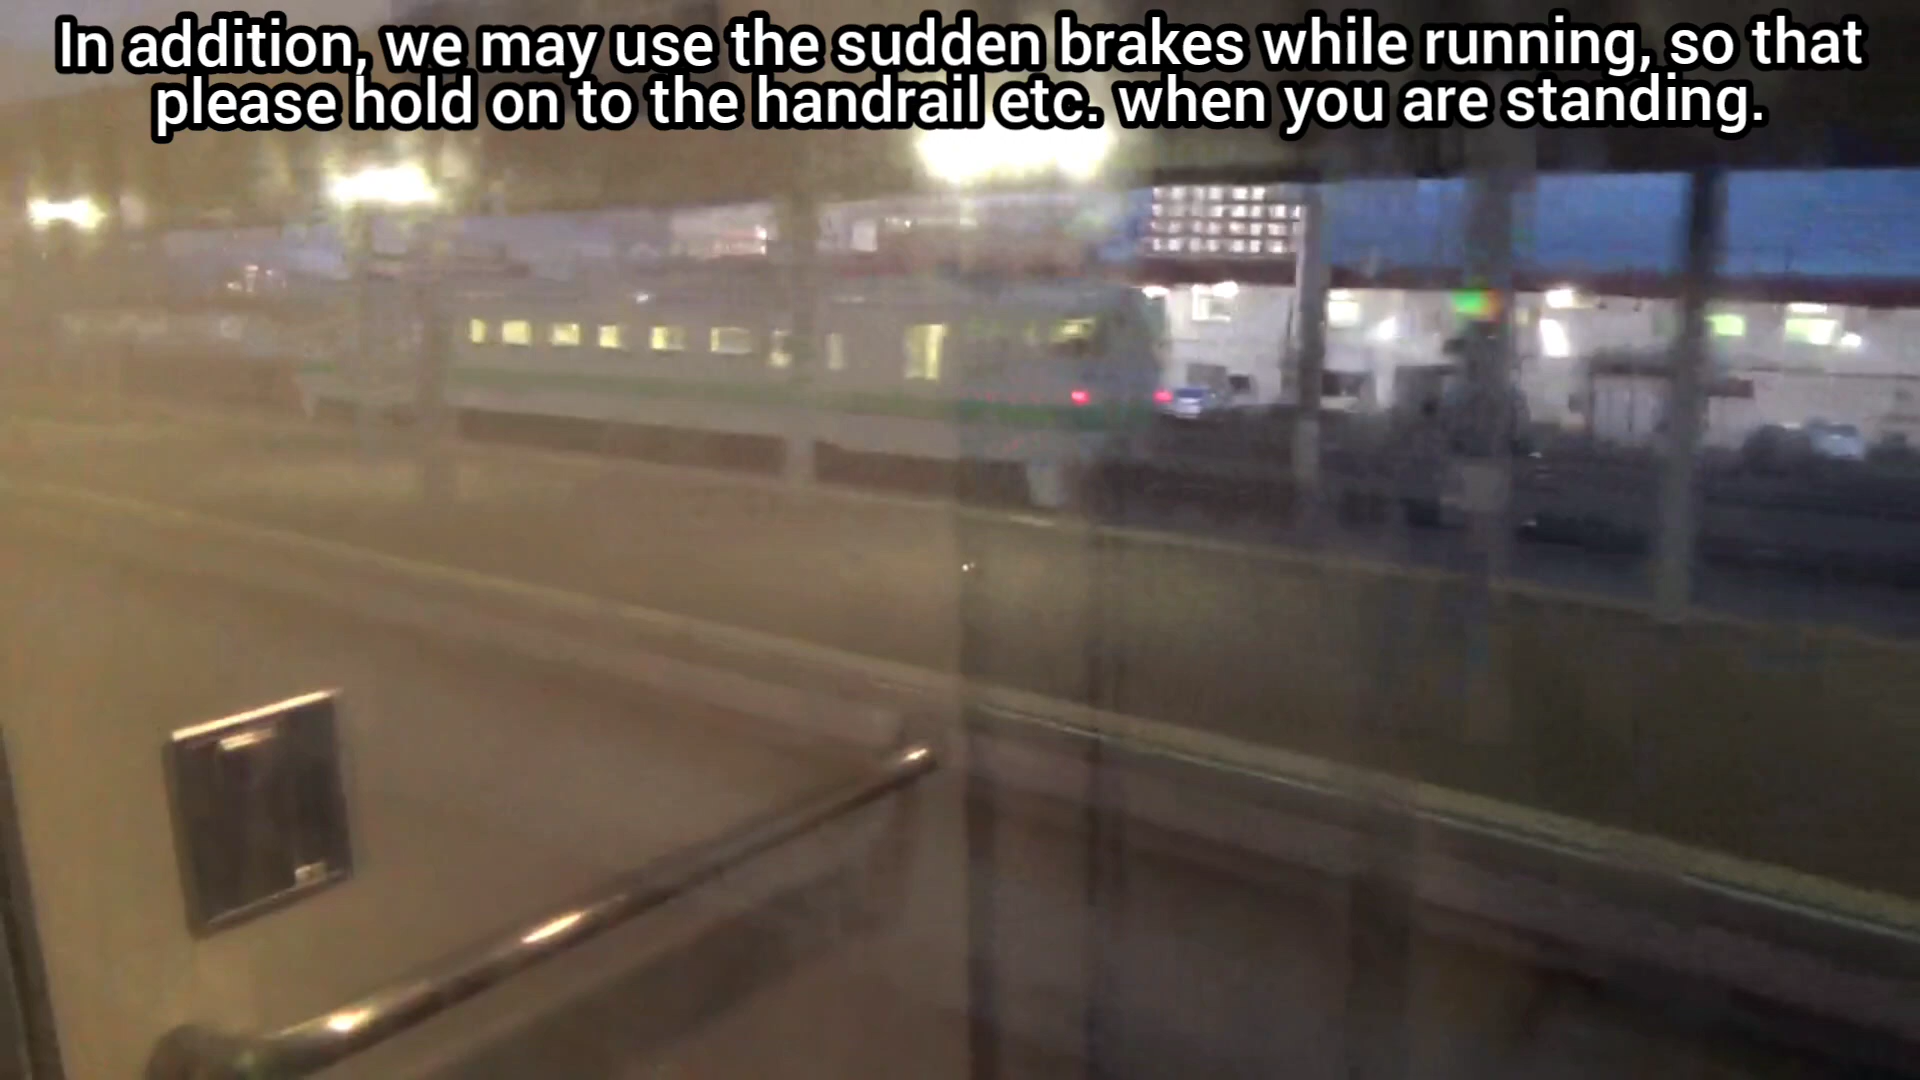 In addition, we may use the sudden brakes while running, so that
please hold on to the handrail etc. when you are standing.